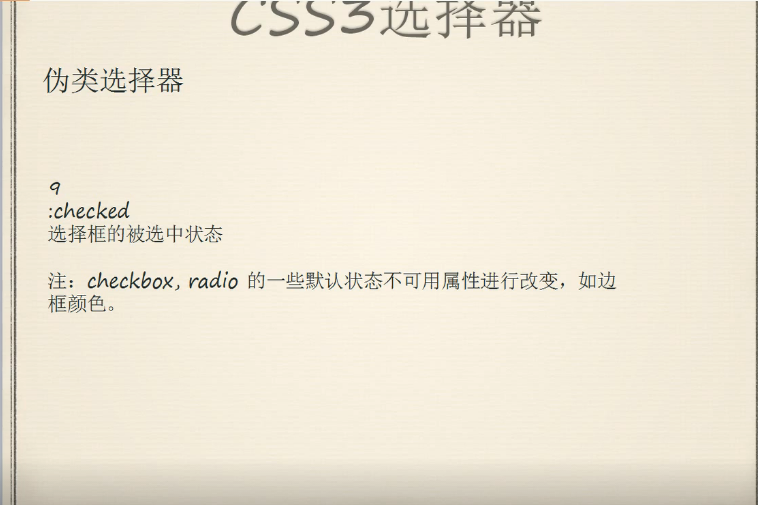 CSS3选择器
伪类选择器
9
:checked
选择框的被选中状态
注：checkbox, radio 的一些默认状态不可用属性进行改变，如边
框颜色。